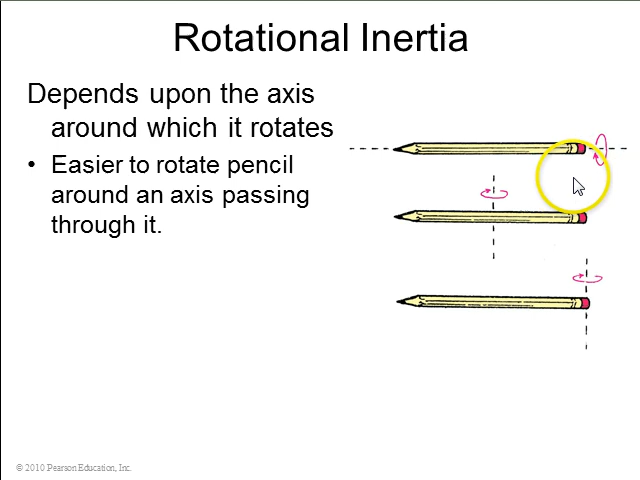 Rotational Inertia
Depends upon the axis
around which it rotates
• Easier to rotate pencil
around an axis passing
through it.
© 2010 Pearson Education, Inc.